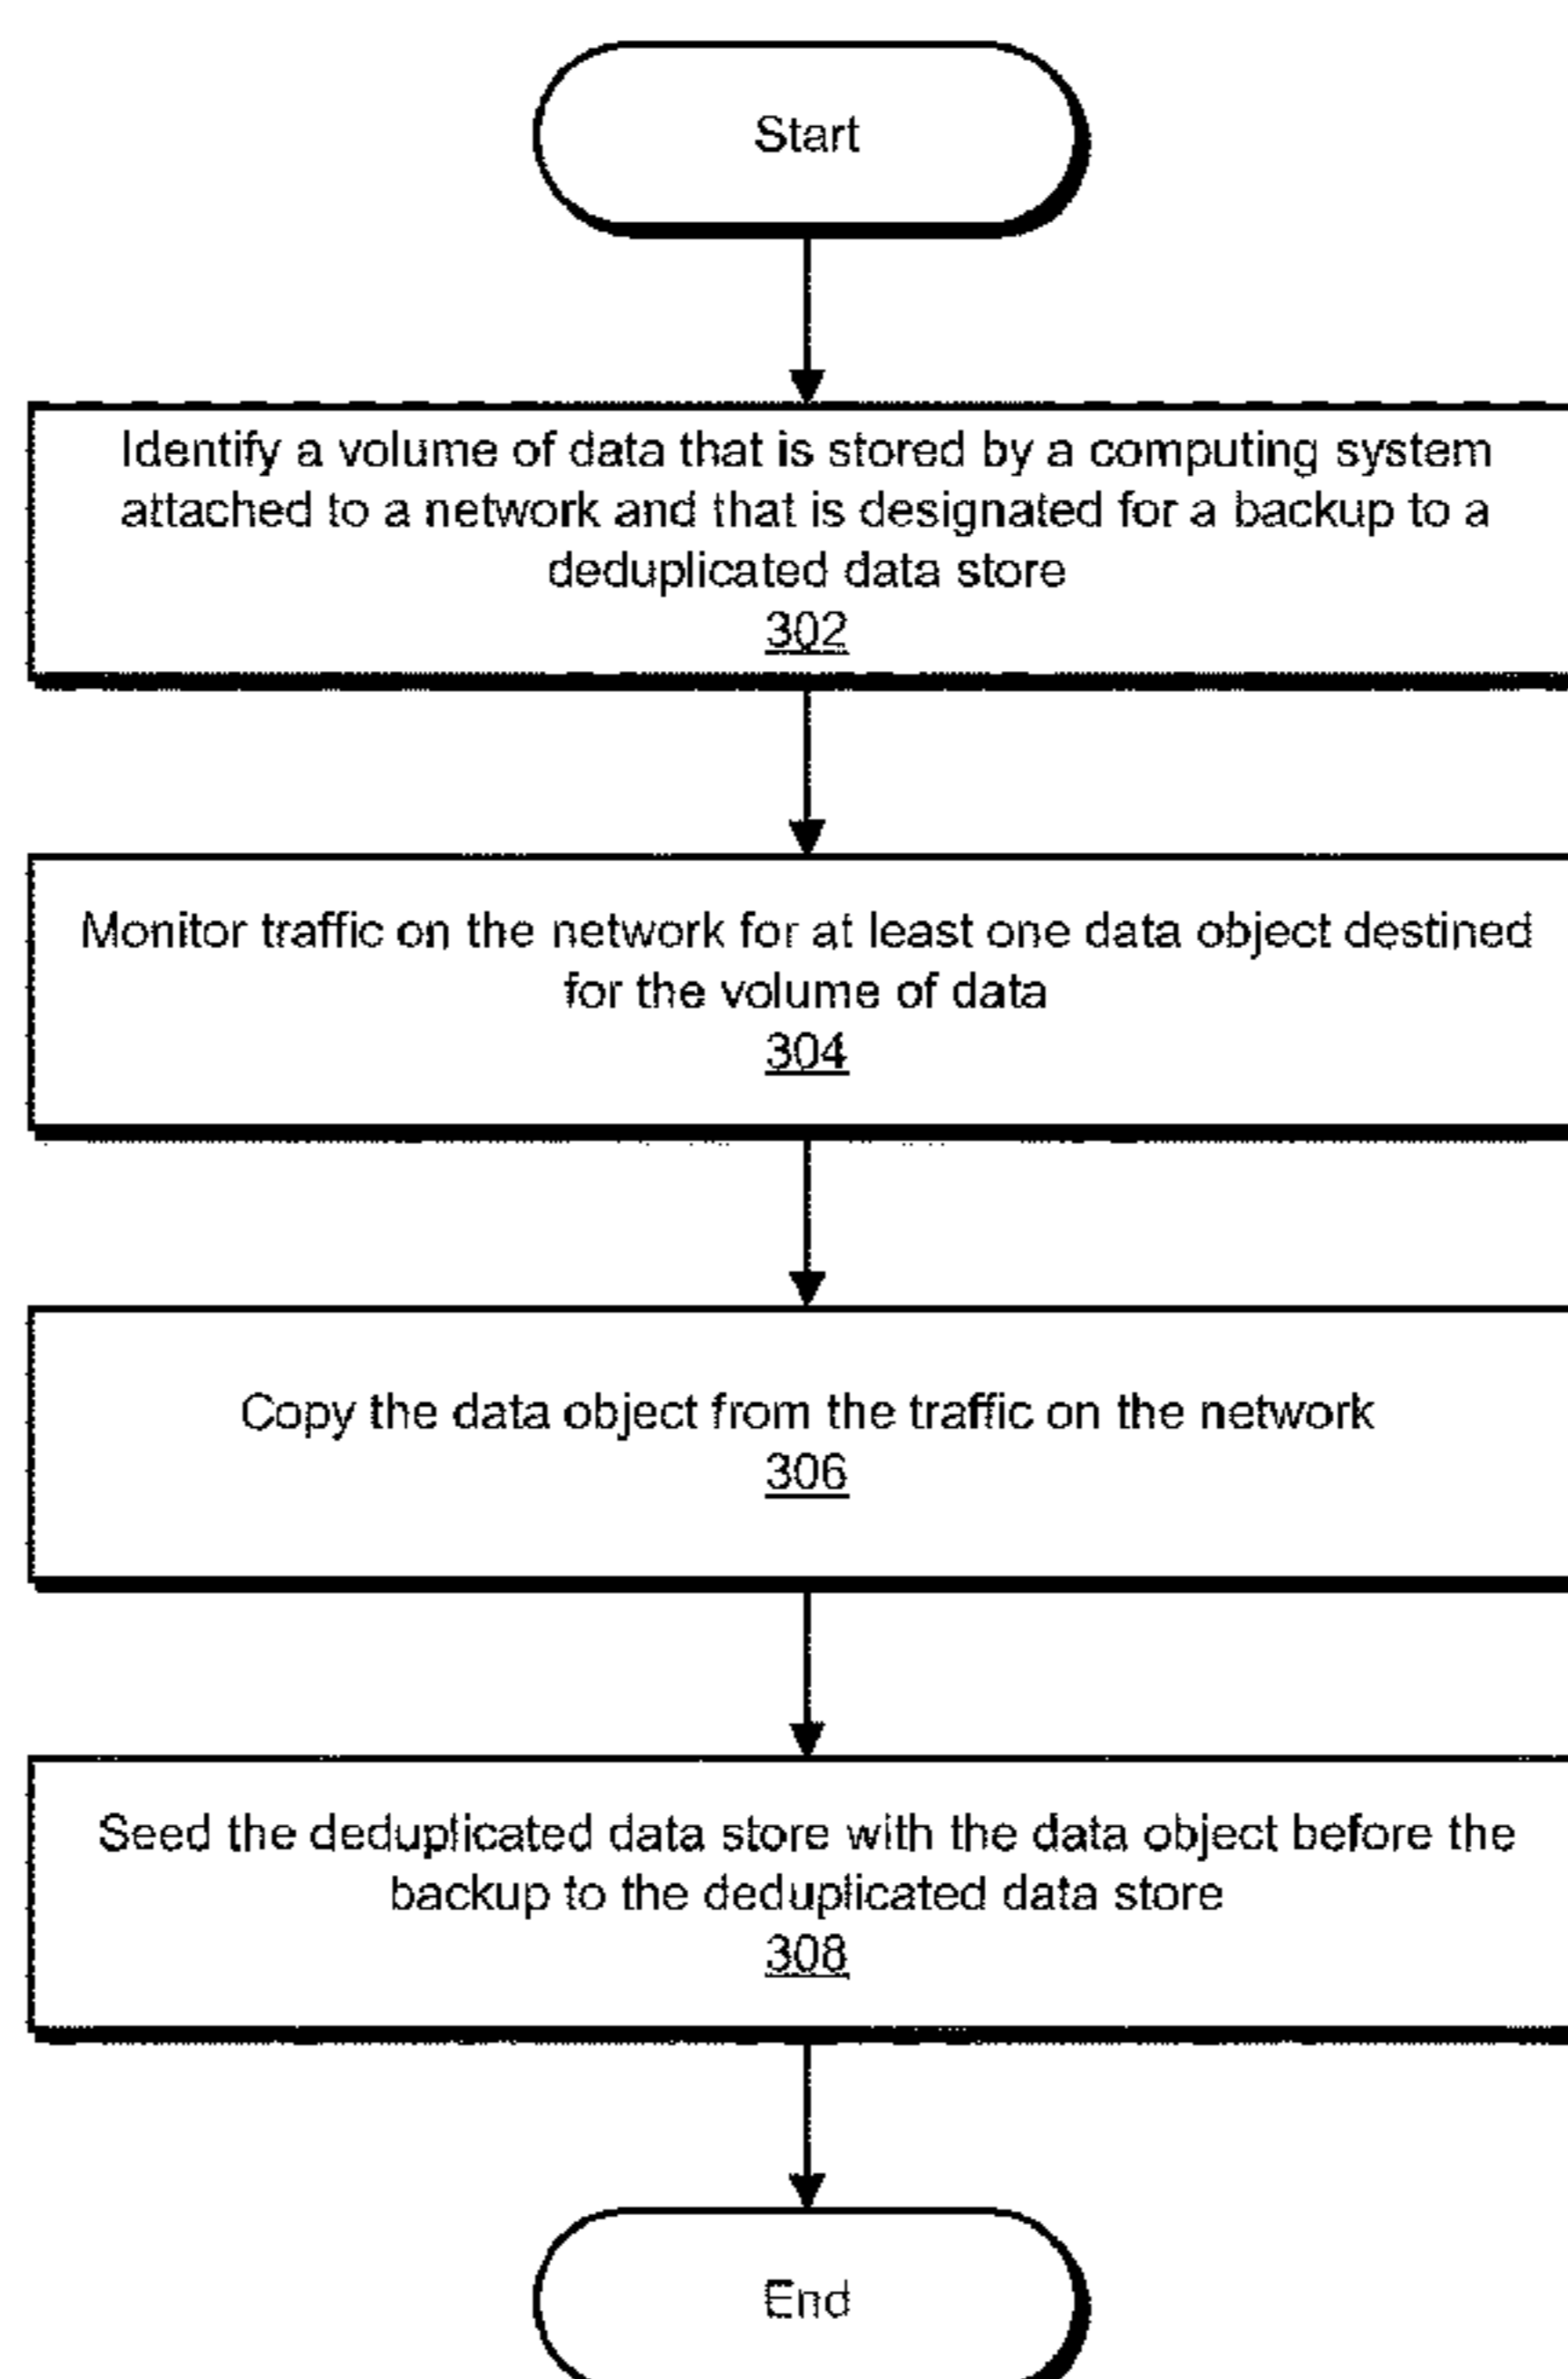 Start
Identify a volume of data that is stored by a computing system
attached to a network and that is designated for a backup to a
deduplicated data store
302
Monitor traffic on the network for at least one data object destined
for the volume of data
304
Copy the data object from the traffic on the network
306
Seed the deduplicated data store with the data object before the
backup to the deduplicated data store
308
End